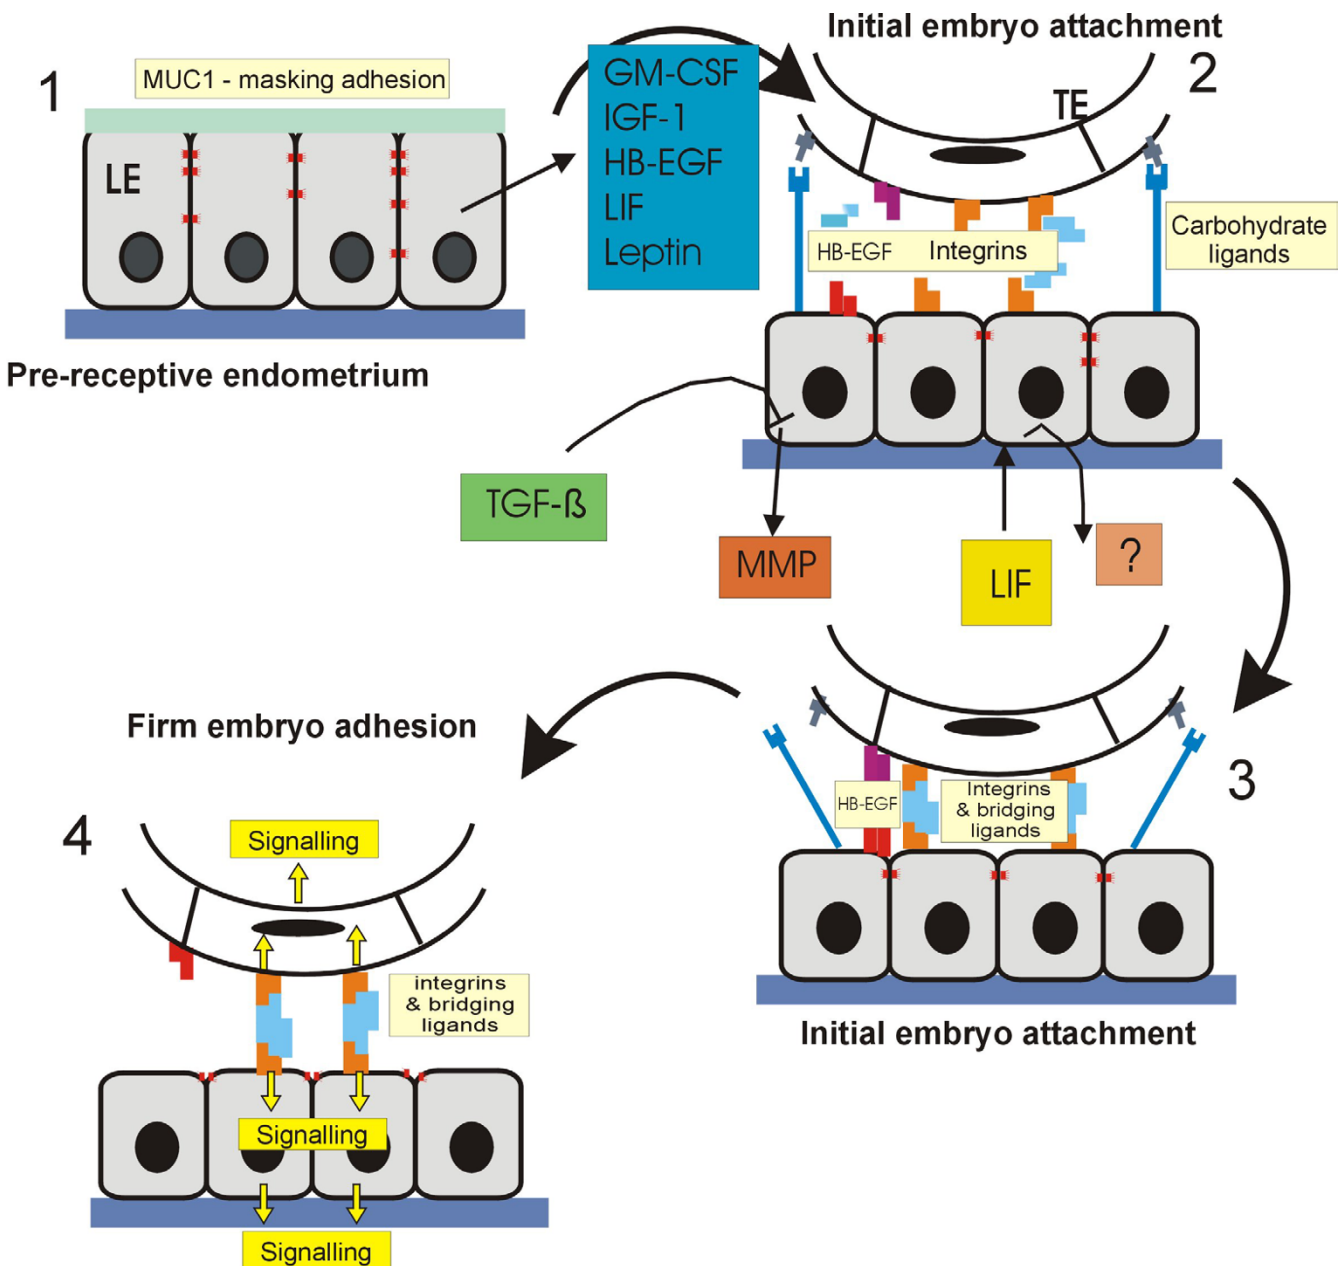 1
MUC1 - masking adhesion
LE
Pre-receptive endometrium
GM-CSF
IGF-1
HB-EGF
LIF
Leptin
Initial embryo attachment
2
TE
HB-EGF
Integrins
Carbohydrate
ligands
TGF-ß
MMP
LIF
?
3
HB-EGF
Integrins
& bridging
ligands
Initial embryo attachment
Firm embryo adhesion
4
Signalling
integrins
& bridging
ligands
Signalling
Signalling